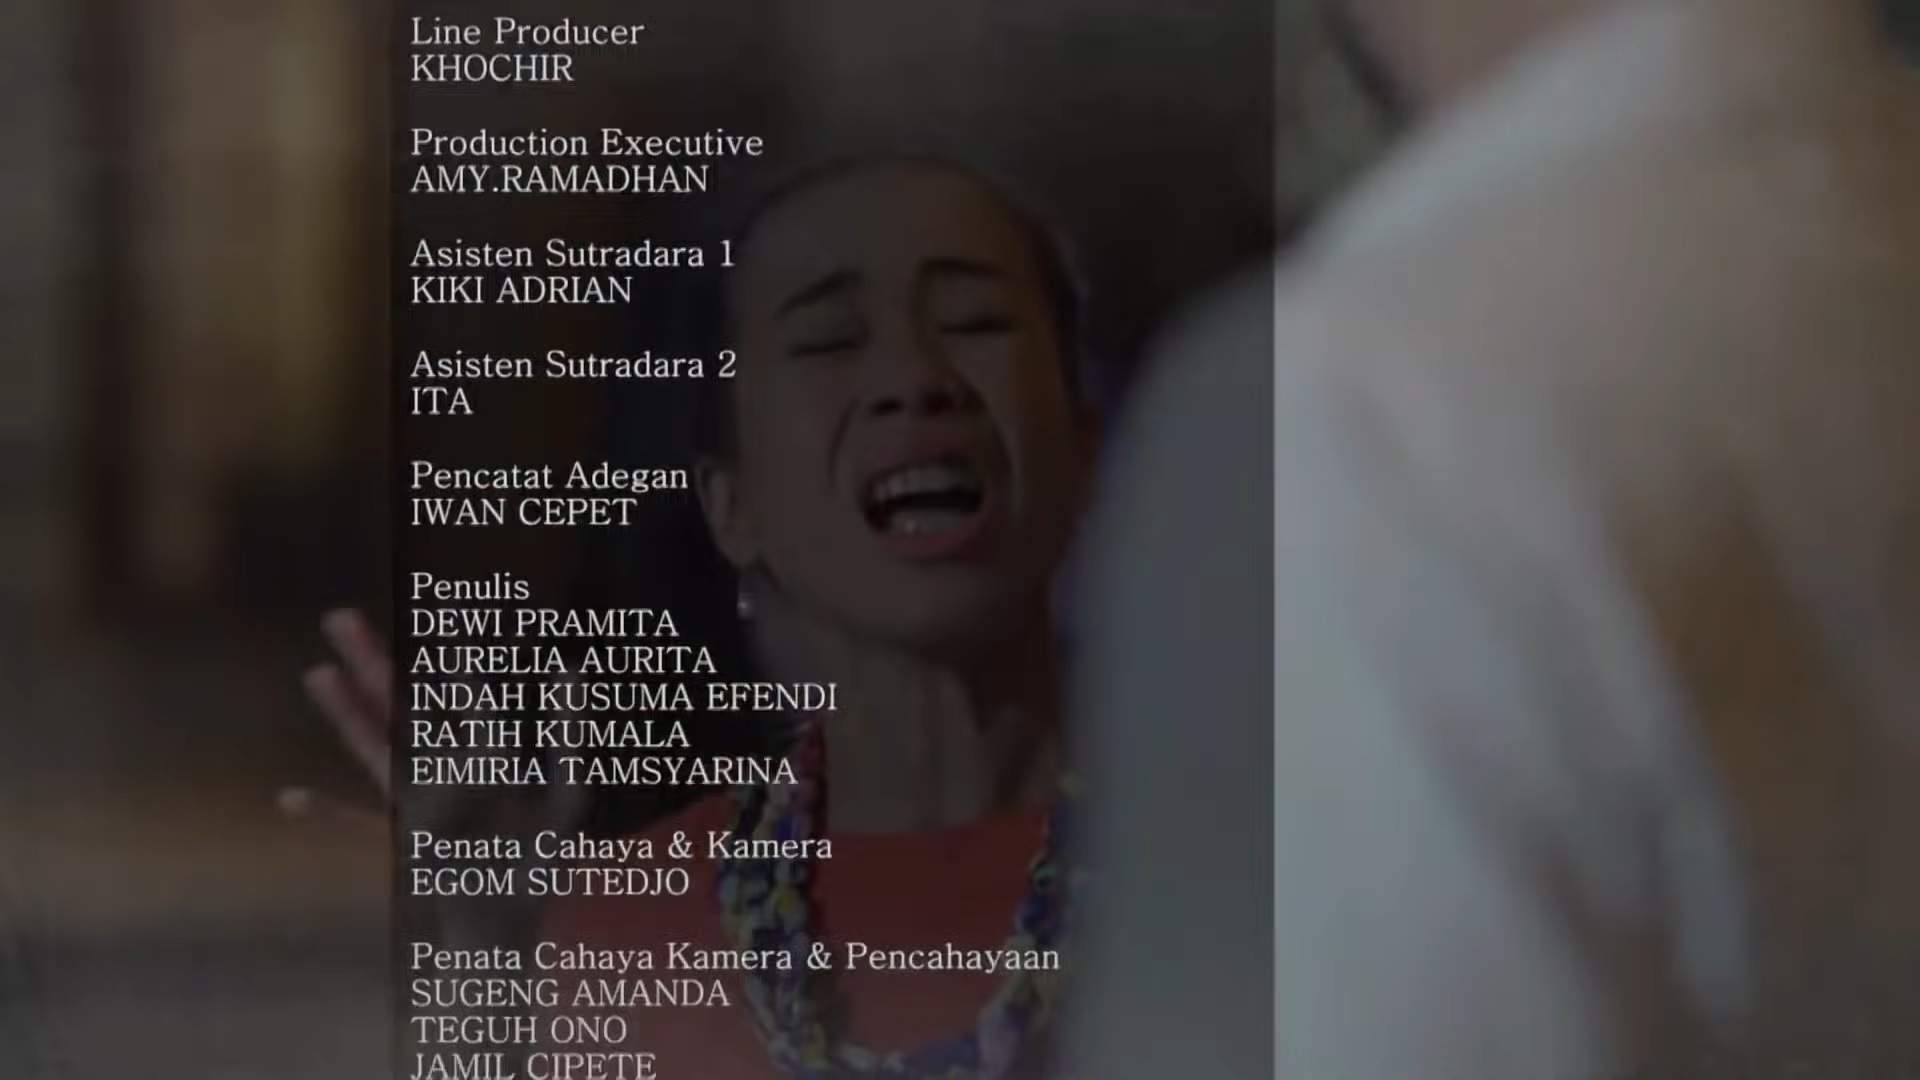 Line Producer
KHOCHIR
Production Executive
AMY.RAMADHAN
Asisten Sutradara 1
KIKI ADRIAN
Asisten Sutradara 2
ITA
Pencatat Adegan
IWAN CEPET
Penulis
DEWI PRAMITA
AURELIA AURITA
INDAH KUSUMA EFENDI
RATIH KUMALA
EIMIRIA TAMSYARINA
Penata Cahaya & Kamera
EGOM SUTEDJO
Penata Cahaya Kamera & Pencahayaan
SUGENG AMANDA
TEGUH ONO
JAMIL CIPETE